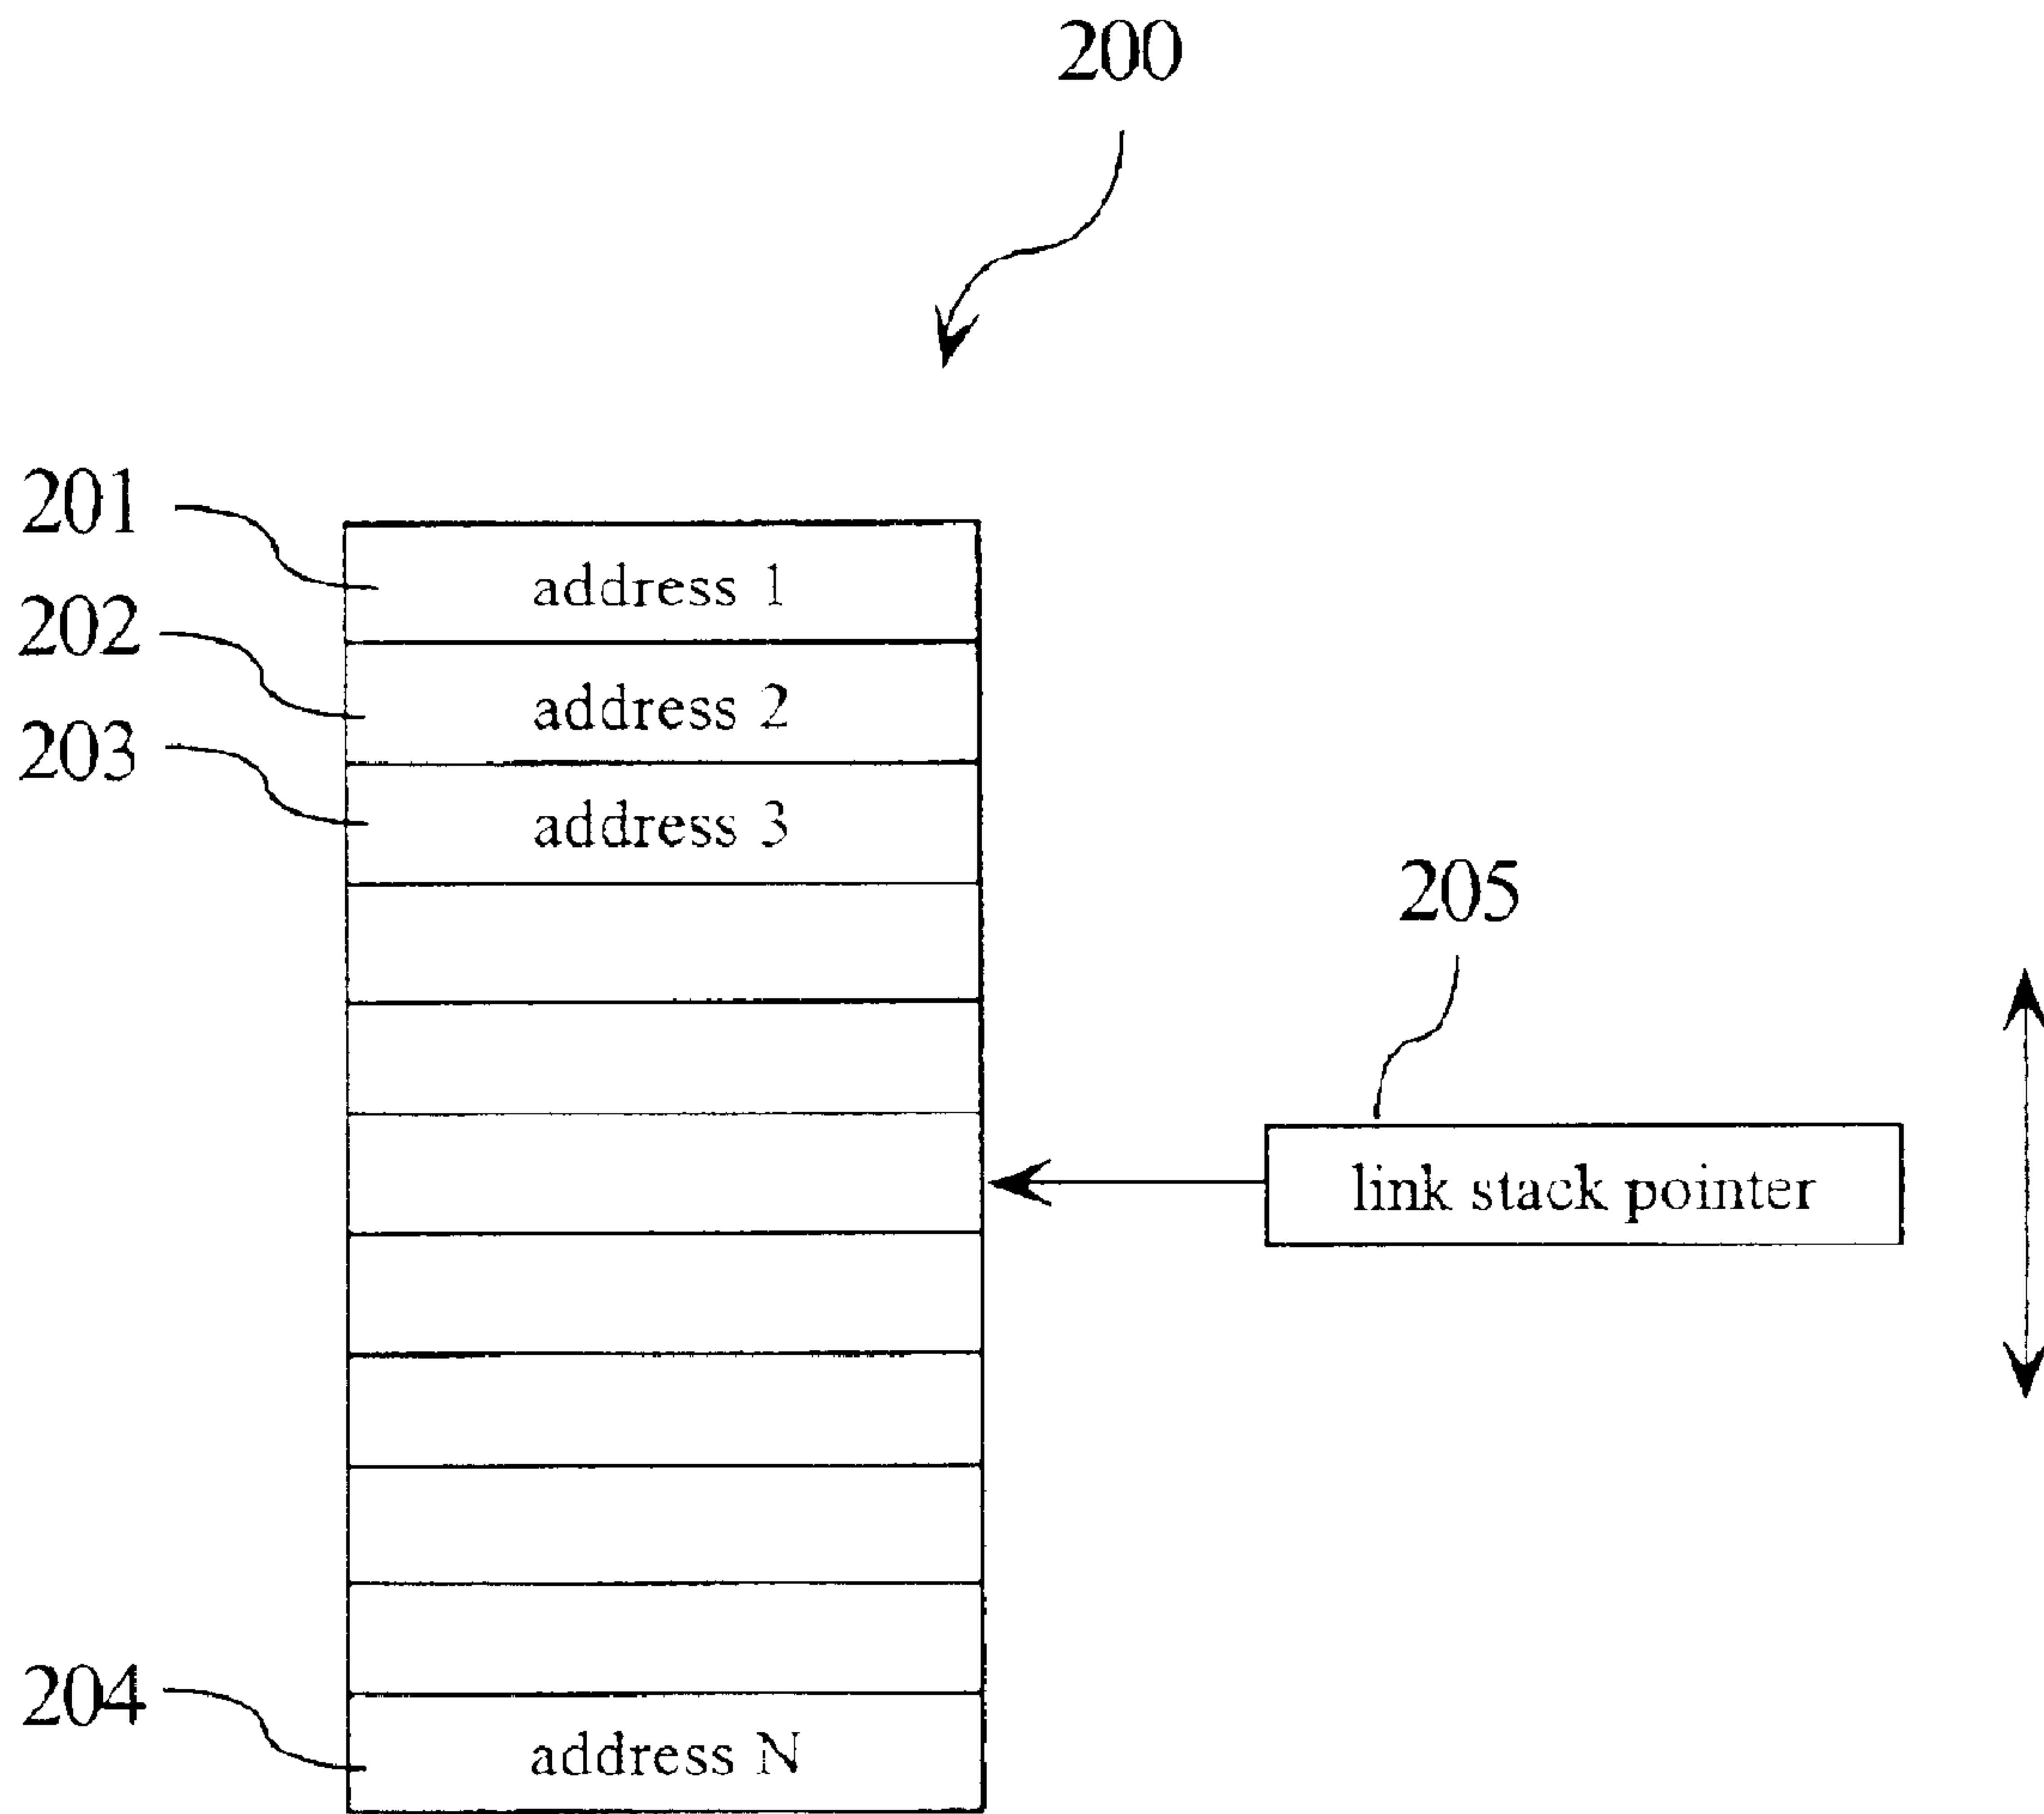 200
201
address 1
202
address 2
203
address 3
205
link stack pointer
204
address N